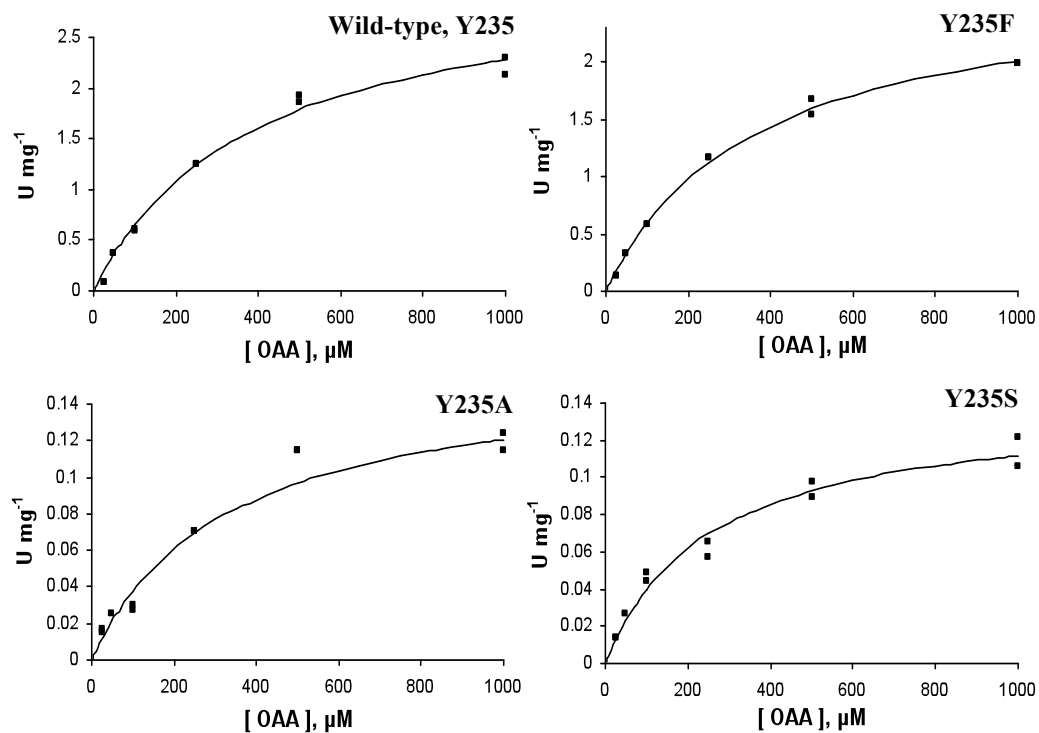 Wild-type, Y235
2.5
2
1.5
1
0.5
0
U mg-1
0 200 400 600 800 1000
[ OAA ], µM
Y235F
2
1.5
1
0.5
0
U mg-1
0 200 400 600 800 1000
[ OAA ], µM
Y235A
0.14
0.12
0.1
0.08
0.06
0.04
0.02
0
U mg-1
0 200 400 600 800 1000
[ OAA ], µM
Y235S
0.14
0.12
0.1
0.08
0.06
0.04
0.02
0
U mg-1
0 200 400 600 800 1000
[ OAA ], µM